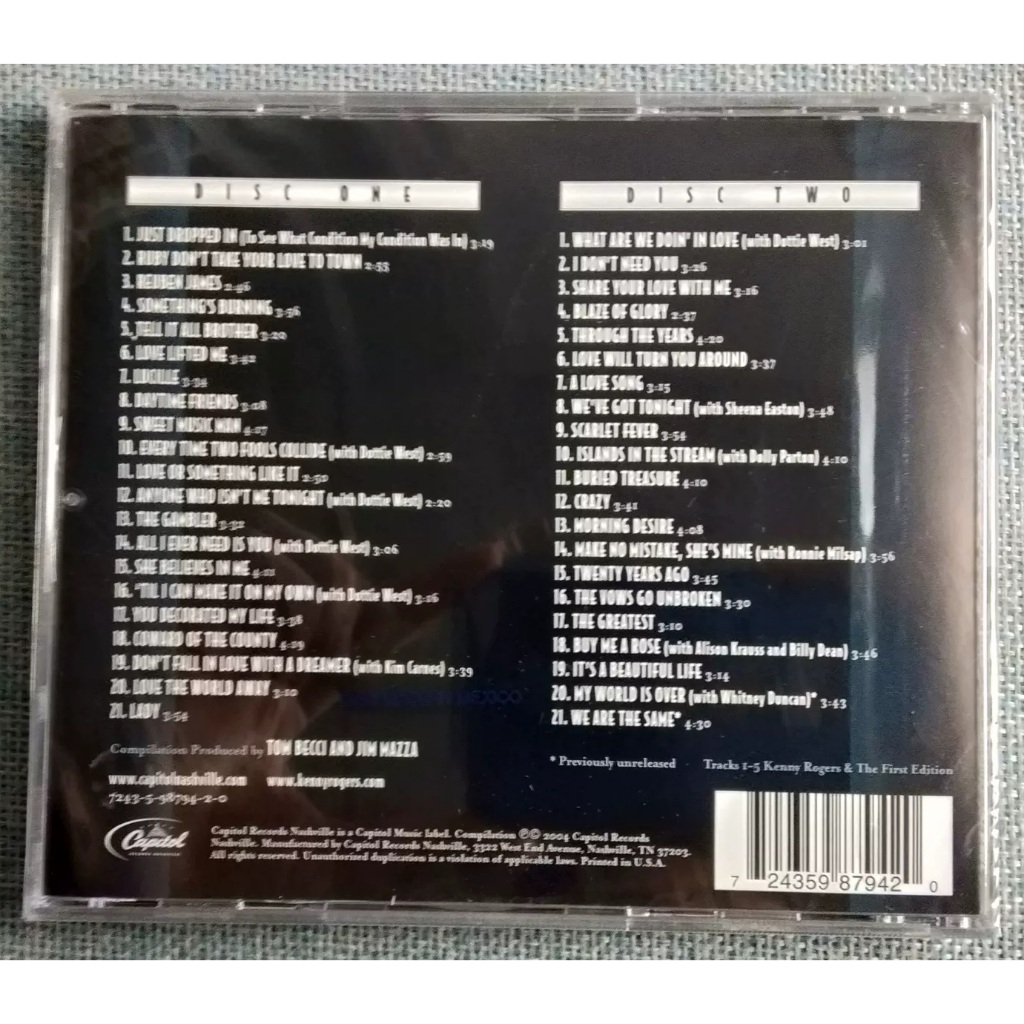 DISC ONE
1. JUST DROPPED IN (To See What Condition My Condition Was In) 3:19
2. RUBY DON'T TAKE YOUR LOVE TO TOWN 2:55
3. REUBEN JAMES 2:46
4. SOMETHING'S BURNING 3:56
5. TELL IT ALL BROTHER 3:20
6. LOVE LIFTED ME 3:42
7. LUCILLE 3:34
8. DAYTIME FRIENDS 3:08
9. SWEET MUSIC MAN 4:17
10. EVERY TIME TWO FOOLS COLLIDE (with Dottie West) 2:59
11. LOVE OR SOMETHING LIKE IT 2:50
12. ANYONE WHO ISN'T ME TONIGHT (with Dottie West) 2:20
13. THE GAMBLER 3:32
14. ALL I EVER NEED IS YOU (with Dottie West) 3:06
15. SHE BELIEVES IN ME 4:11
16. 'TIL I CAN MAKE IT ON MY OWN (with Dottie West) 3:16
17. YOU DECORATED MY LIFE 3:38
18. COWARD OF THE COUNTY 4:19
19. DON'T FALL IN LOVE WITH A DREAMER (with Kim Carnes) 3:39
20. LOVE THE WORLD AWAY 3:10
21. LADY 3:54
Compilation Produced by TOM BECCI AND JIM MAZZA
www.capitolnashville.com www.kennyrogers.com
7243-5-98794-2-0
DISC TWO
1. WHAT ARE WE DOIN' IN LOVE (with Dottie West) 3:01
2. I DON'T NEED YOU 3:26
3. SHARE YOUR LOVE WITH ME 3:16
4. BLAZE OF GLORY 2:37
5. THROUGH THE YEARS 4:20
6. LOVE WILL TURN YOU AROUND 3:37
7. A LOVE SONG 3:15
8. WE'VE GOT TONIGHT (with Sheena Easton) 3:48
9. SCARLET FEVER 3:54
10. ISLANDS IN THE STREAM (with Dolly Parton) 4:10
11. BURIED TREASURE 4:10
12. CRAZY 3:41
13. MORNING DESIRE 4:08
14. MAKE NO MISTAKE, SHE'S MINE (with Ronnie Milsap) 3:56
15. TWENTY YEARS AGO 3:45
16. THE VOWS GO UNBROKEN 3:30
17. THE GREATEST 3:10
18. BUY ME A ROSE (with Alison Krauss and Billy Dean) 3:46
19. IT'S A BEAUTIFUL LIFE 3:14
20. MY WORLD IS OVER (with Whitney Duncan)* 3:43
21. WE ARE THE SAME* 4:30
* Previously unreleased Tracks 1-5 Kenny Rogers & The First Edition
Capitol
Capitol Records Nashville is a Capitol Music label. Compilation ℗© 2004 Capitol Records
Nashville. Manufactured by Capitol Records Nashville, 3322 West End Avenue, Nashville, TN 37203.
All rights reserved. Unauthorized duplication is a violation of applicable laws. Printed in U.S.A.
7 24359 87942 0